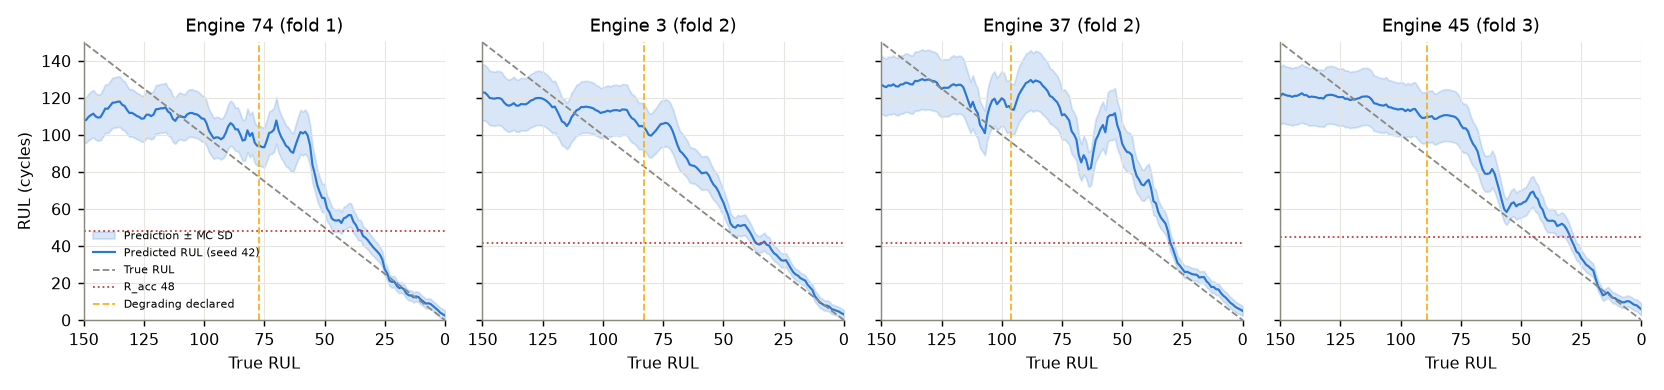 Engine 74 (fold 1)
Engine 3 (fold 2)
Engine 37 (fold 2)
Engine 45 (fold 3)
RUL (cycles)
140
120
100
80
60
40
20
0
Prediction ± MC SD
Predicted RUL (seed 42)
True RUL
R_acc 48
Degrading declared
150 125 100 75 50 25 0
150 125 100 75 50 25 0
150 125 100 75 50 25 0
150 125 100 75 50 25 0
True RUL
True RUL
True RUL
True RUL